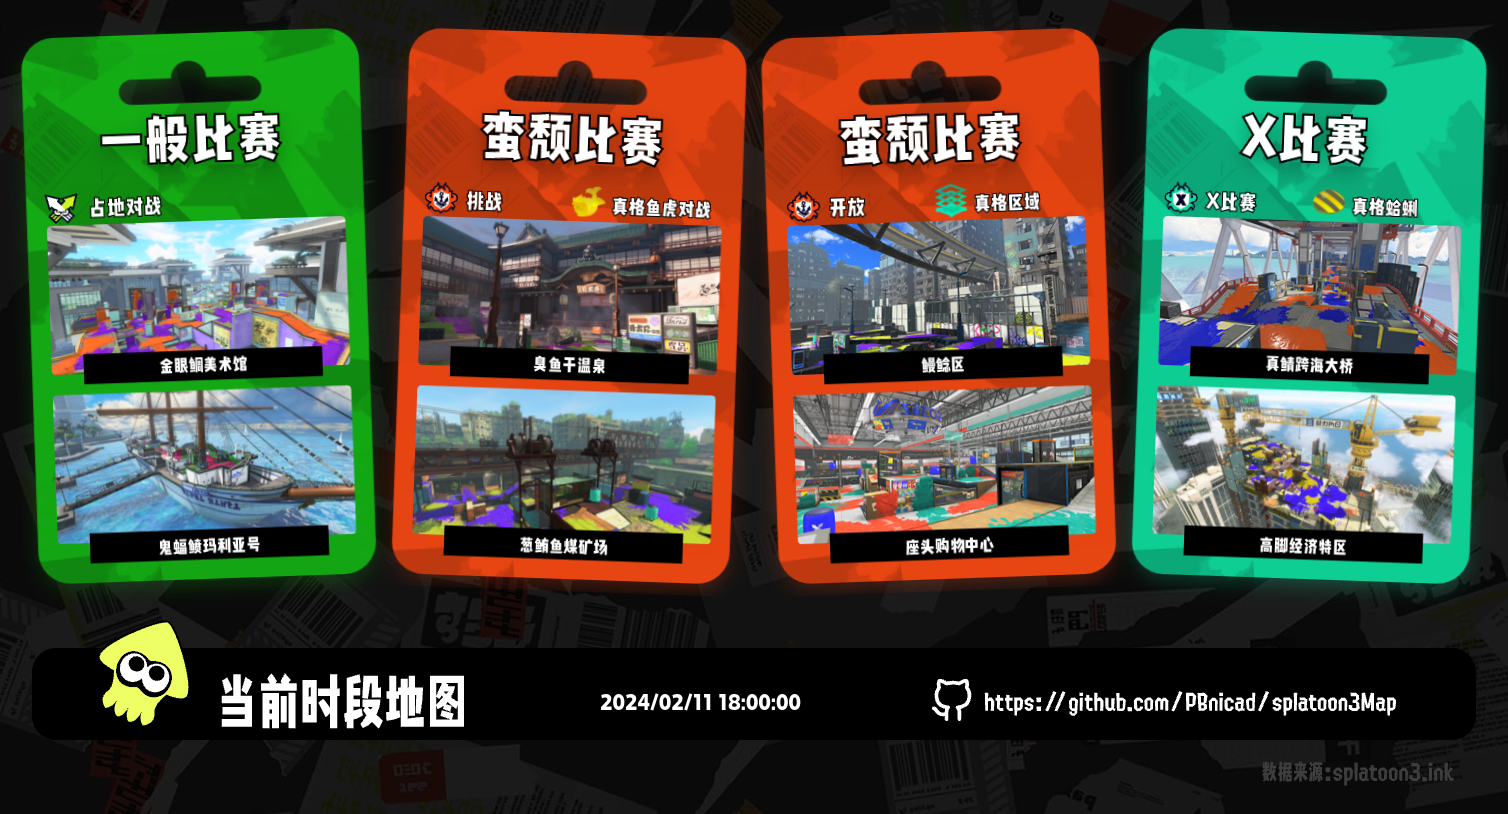 一般比赛
占地对战
金眼鲷美术馆
鬼蝠鲼玛利亚号
蛮颓比赛
挑战
真格鱼虎对战
臭鱼干温泉
葱鲔鱼煤矿场
蛮颓比赛
开放
真格区域
鳗鲶区
座头购物中心
X比赛
X比赛
真格蛤蜊
真鲭跨海大桥
高脚经济特区
当前时段地图
2024/02/11 18:00:00
https://github.com/PBnicad/splatoon3Map
数据来源:splatoon3.ink